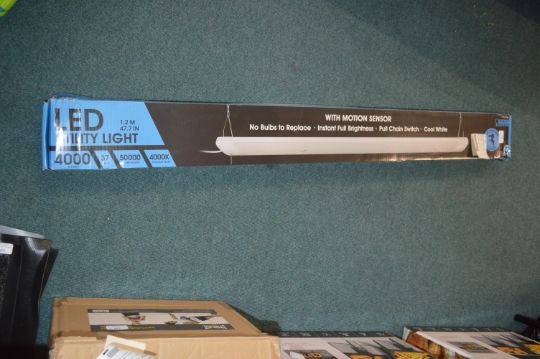 LED
1.2 M
47.7 IN
UTILITY LIGHT
4000
37
50000
4000K
WITH MOTION SENSOR
No Bulbs to Replace · Instant Full Brightness · Pull Chain Switch · Cool White